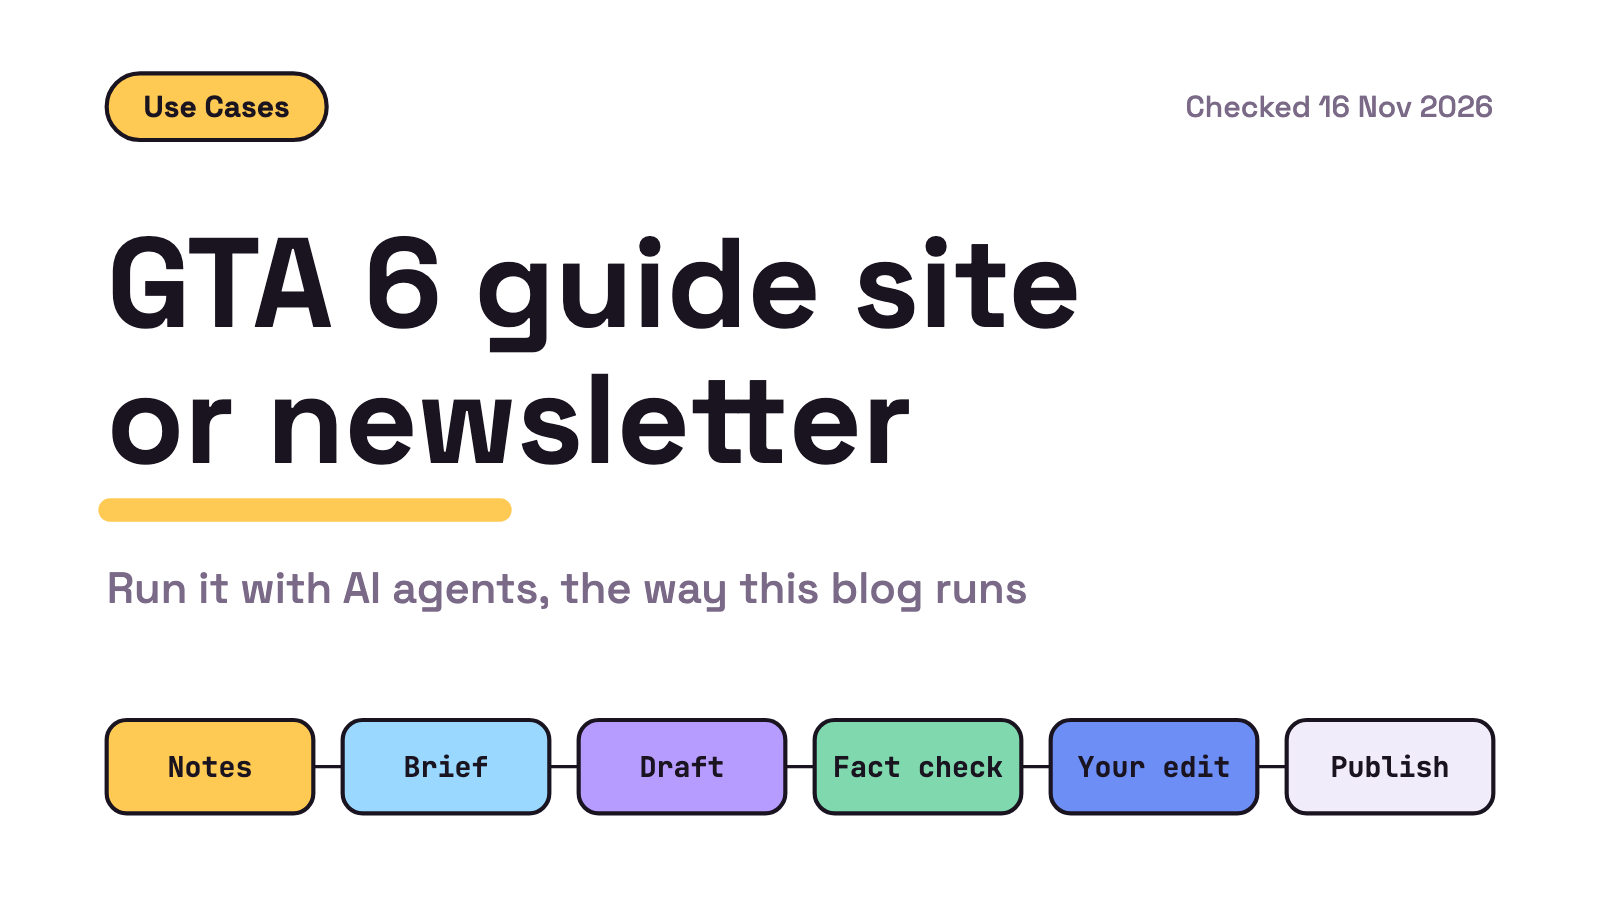 Use Cases
Checked 16 Nov 2026
GTA 6 guide site
or newsletter
Run it with AI agents, the way this blog runs
Notes
Brief
Draft
Fact check
Your edit
Publish